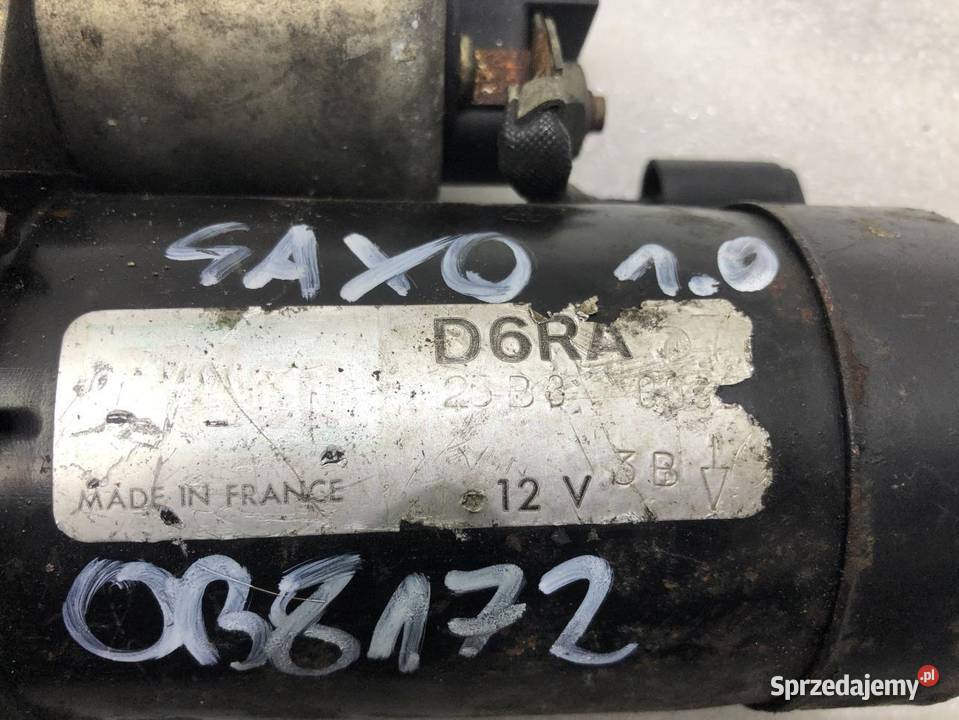 SAXO 1.0
D6RA
MADE IN FRANCE 12 V 3B
038172
Sprzedajemy.pl